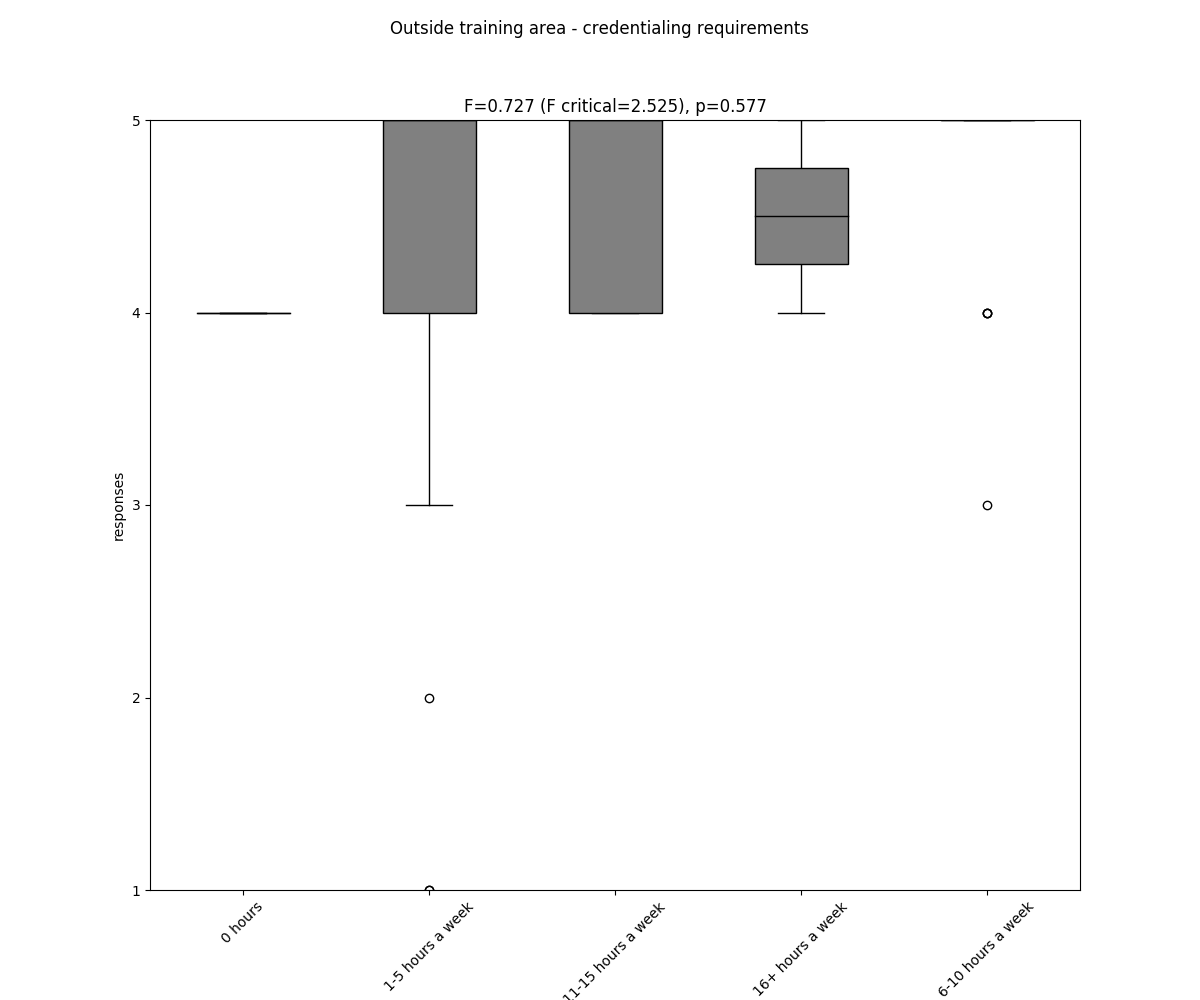 Outside training area - credentialing requirements
F=0.727 (F critical=2.525), p=0.577
5
4
3
2
1
responses
0 hours
1-5 hours a week
11-15 hours a week
16+ hours a week
6-10 hours a week